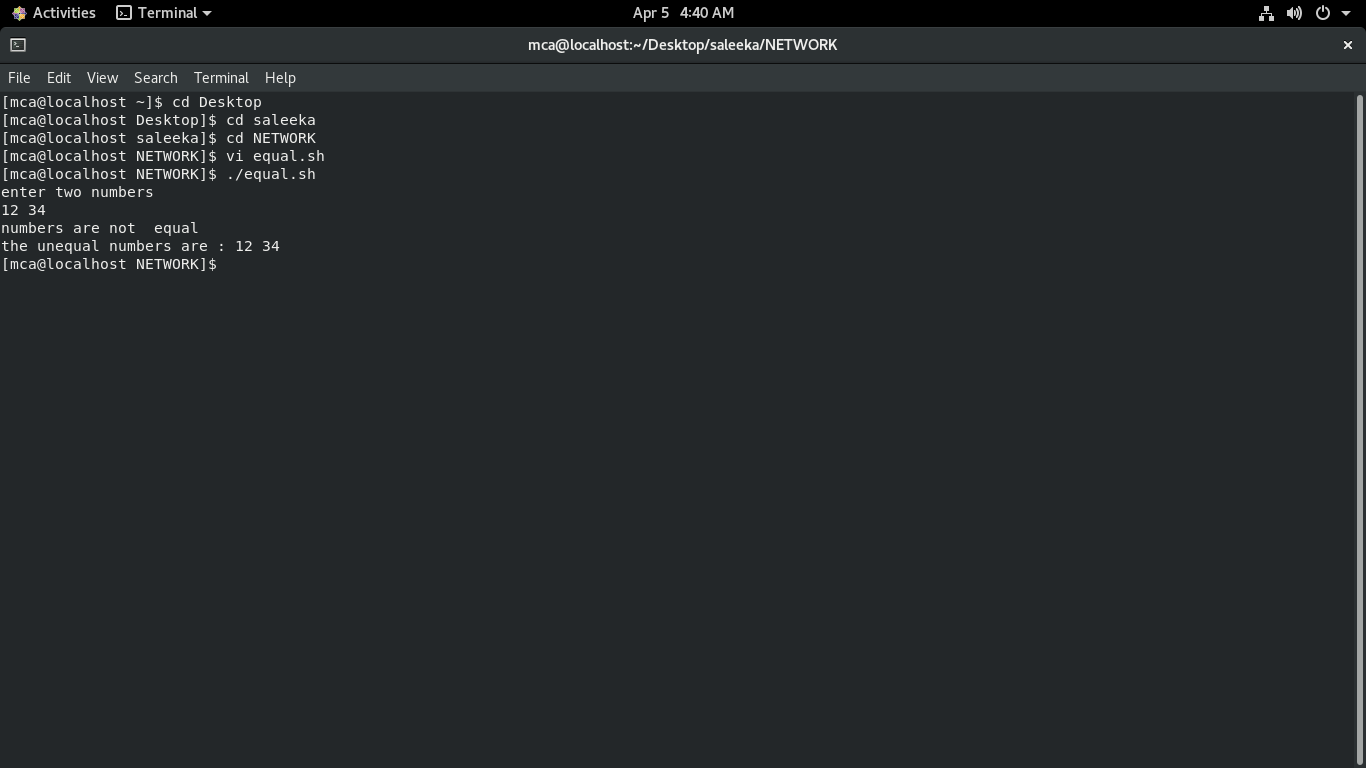 Activities Terminal Apr 5 4:40 AM
mca@localhost:~/Desktop/saleeka/NETWORK
File Edit View Search Terminal Help
[mca@localhost ~]$ cd Desktop
[mca@localhost Desktop]$ cd saleeka
[mca@localhost saleeka]$ cd NETWORK
[mca@localhost NETWORK]$ vi equal.sh
[mca@localhost NETWORK]$ ./equal.sh
enter two numbers
12 34
numbers are not  equal
the unequal numbers are : 12 34
[mca@localhost NETWORK]$